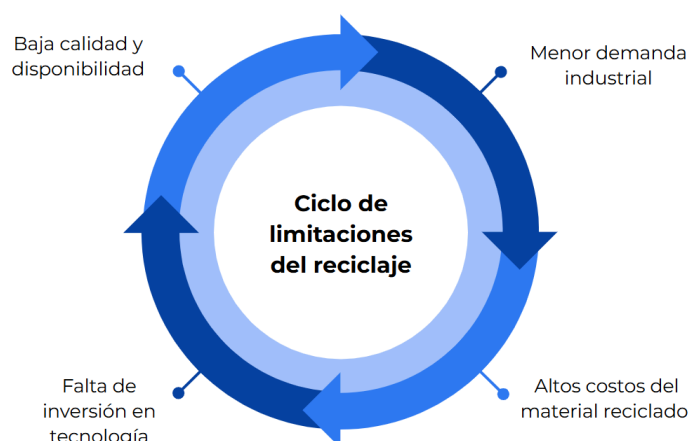 Baja calidad y
disponibilidad
Menor demanda
industrial
Ciclo de
limitaciones
del reciclaje
Falta de
inversión en
tecnología
Altos costos del
material reciclado